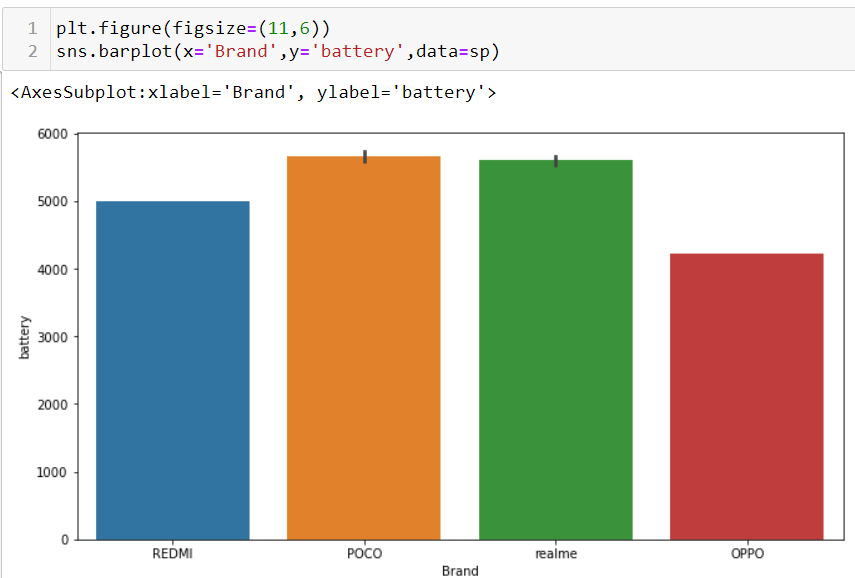 1 plt.figure(figsize=(11,6))
2 sns.barplot(x='Brand',y='battery',data=sp)
<AxesSubplot:xlabel='Brand', ylabel='battery'>
6000
5000
4000
3000
2000
1000
0
battery
REDMI POCO realme OPPO
Brand